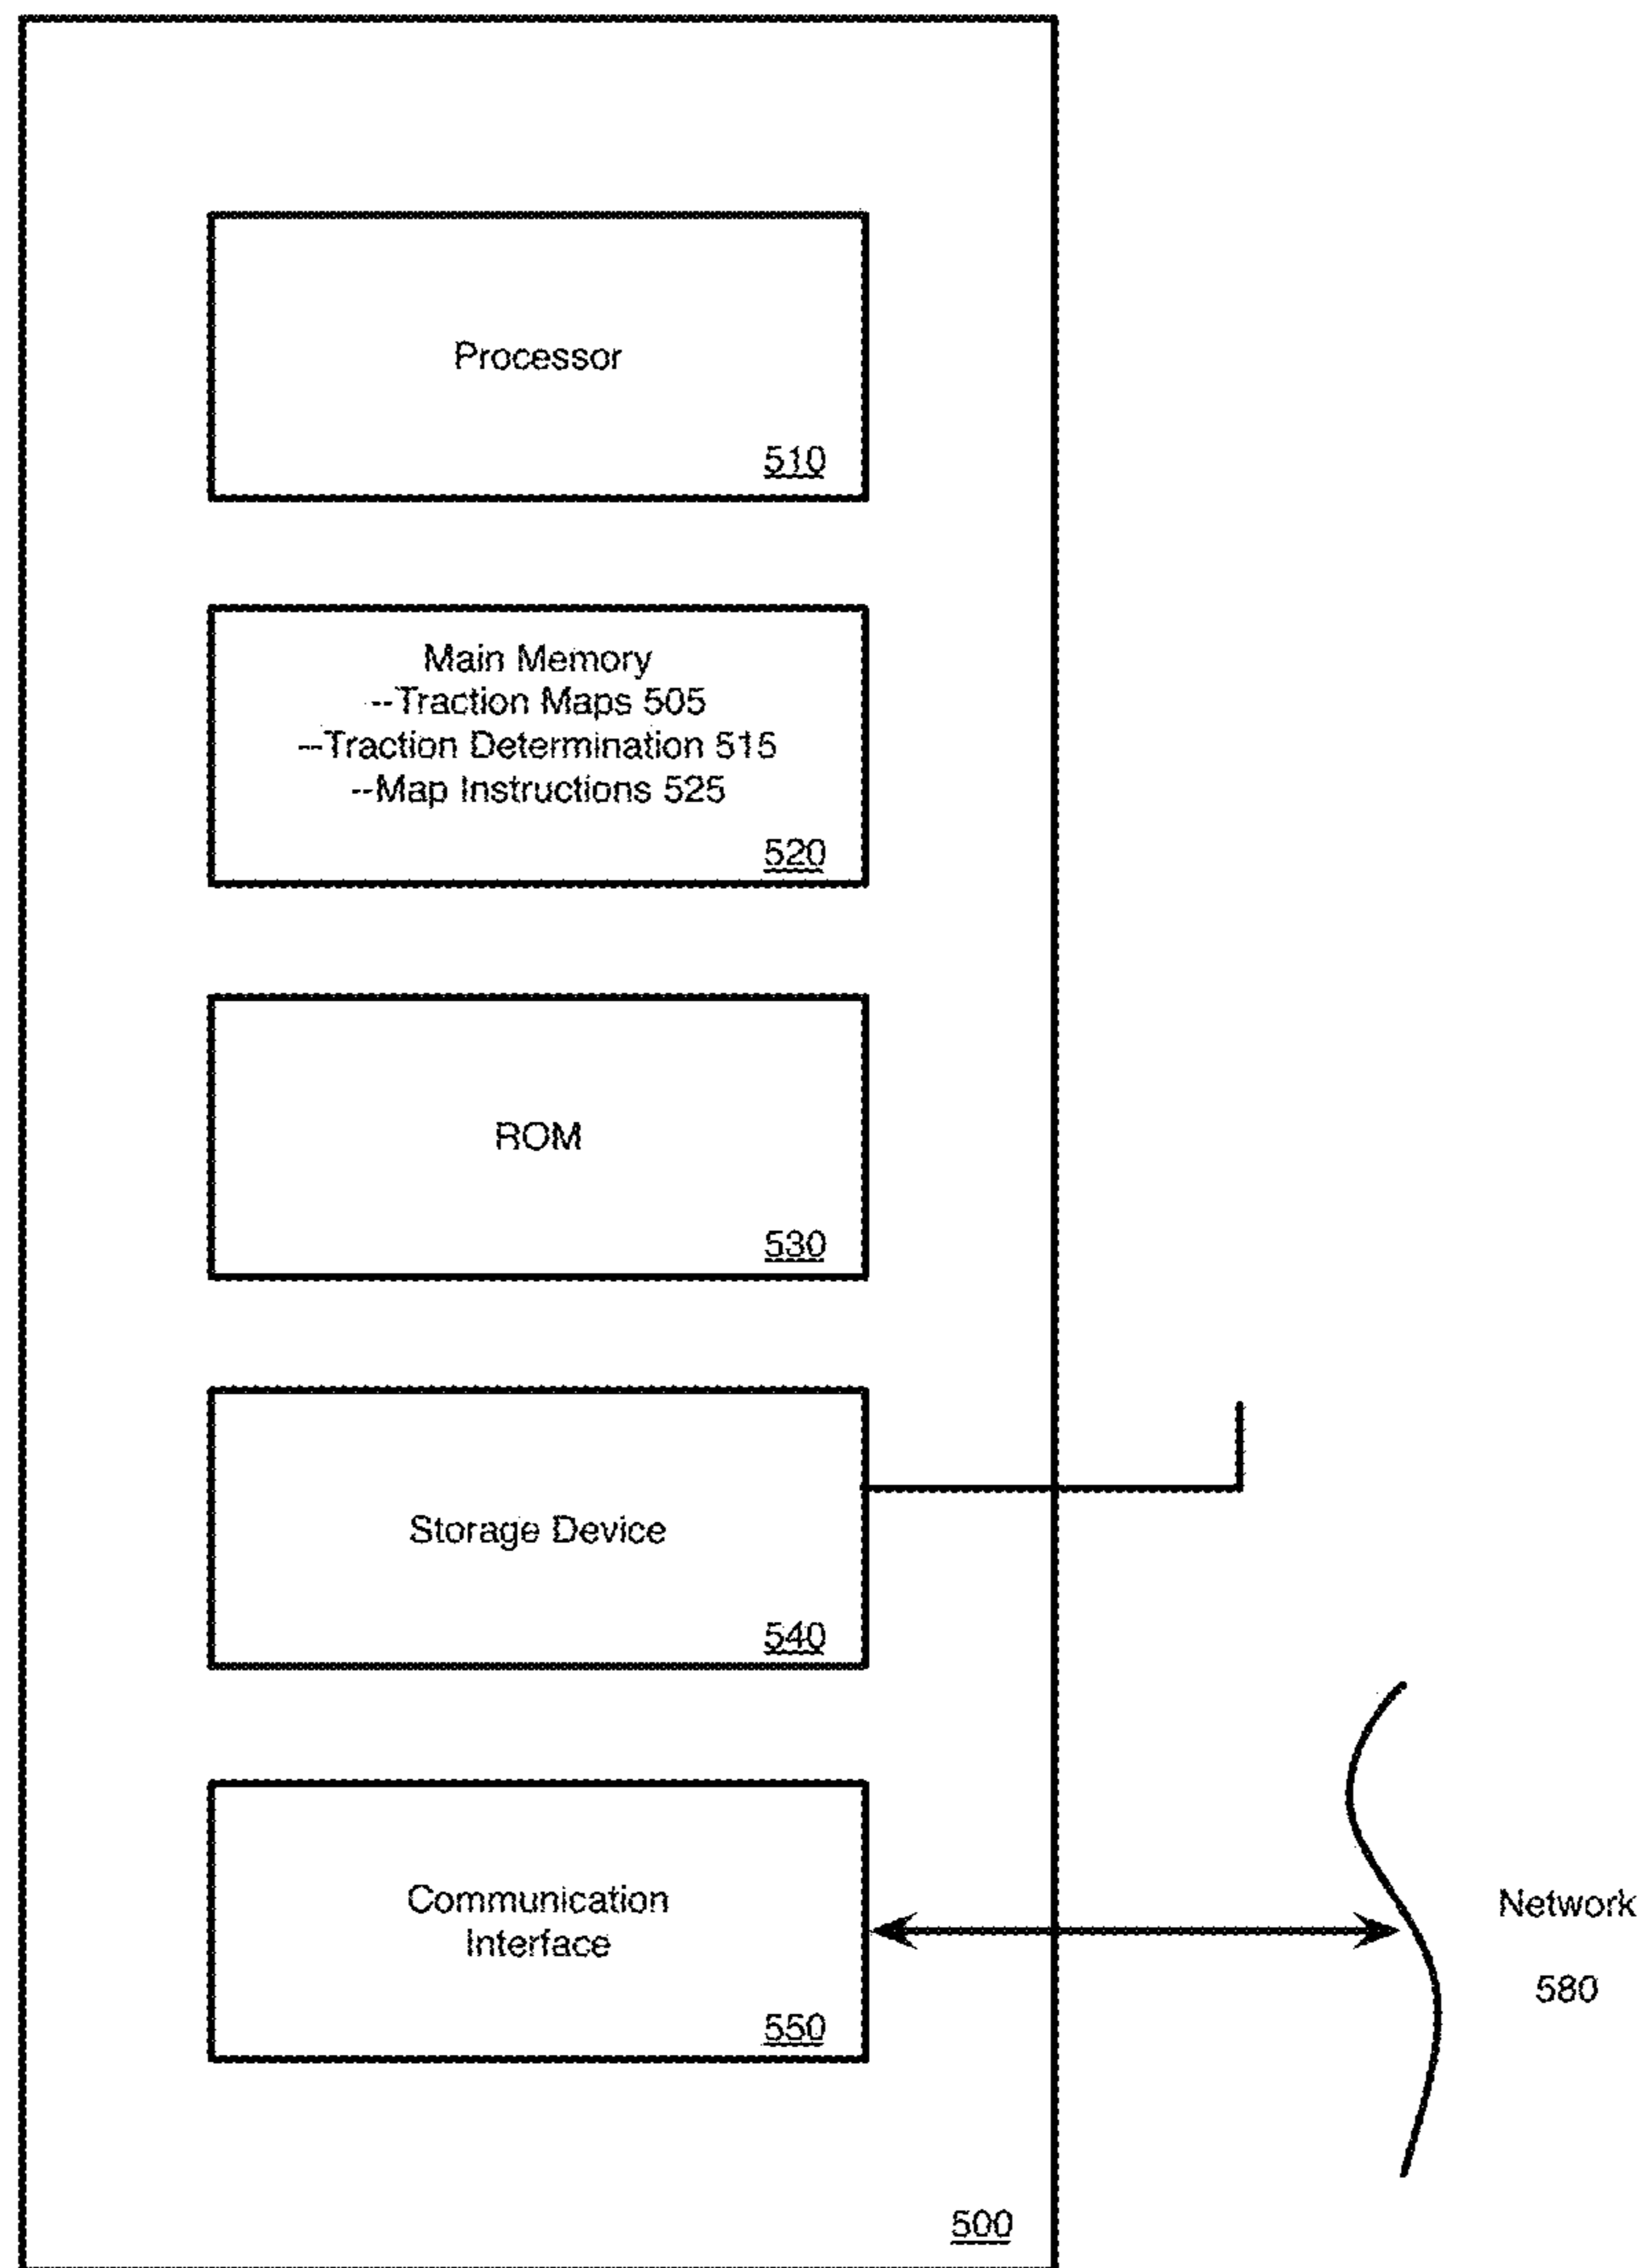 Processor
510
Main Memory
--Traction Maps 505
--Traction Determination 515
--Map Instructions 525
520
ROM
530
Storage Device
540
Communication
Interface
550
Network
580
500